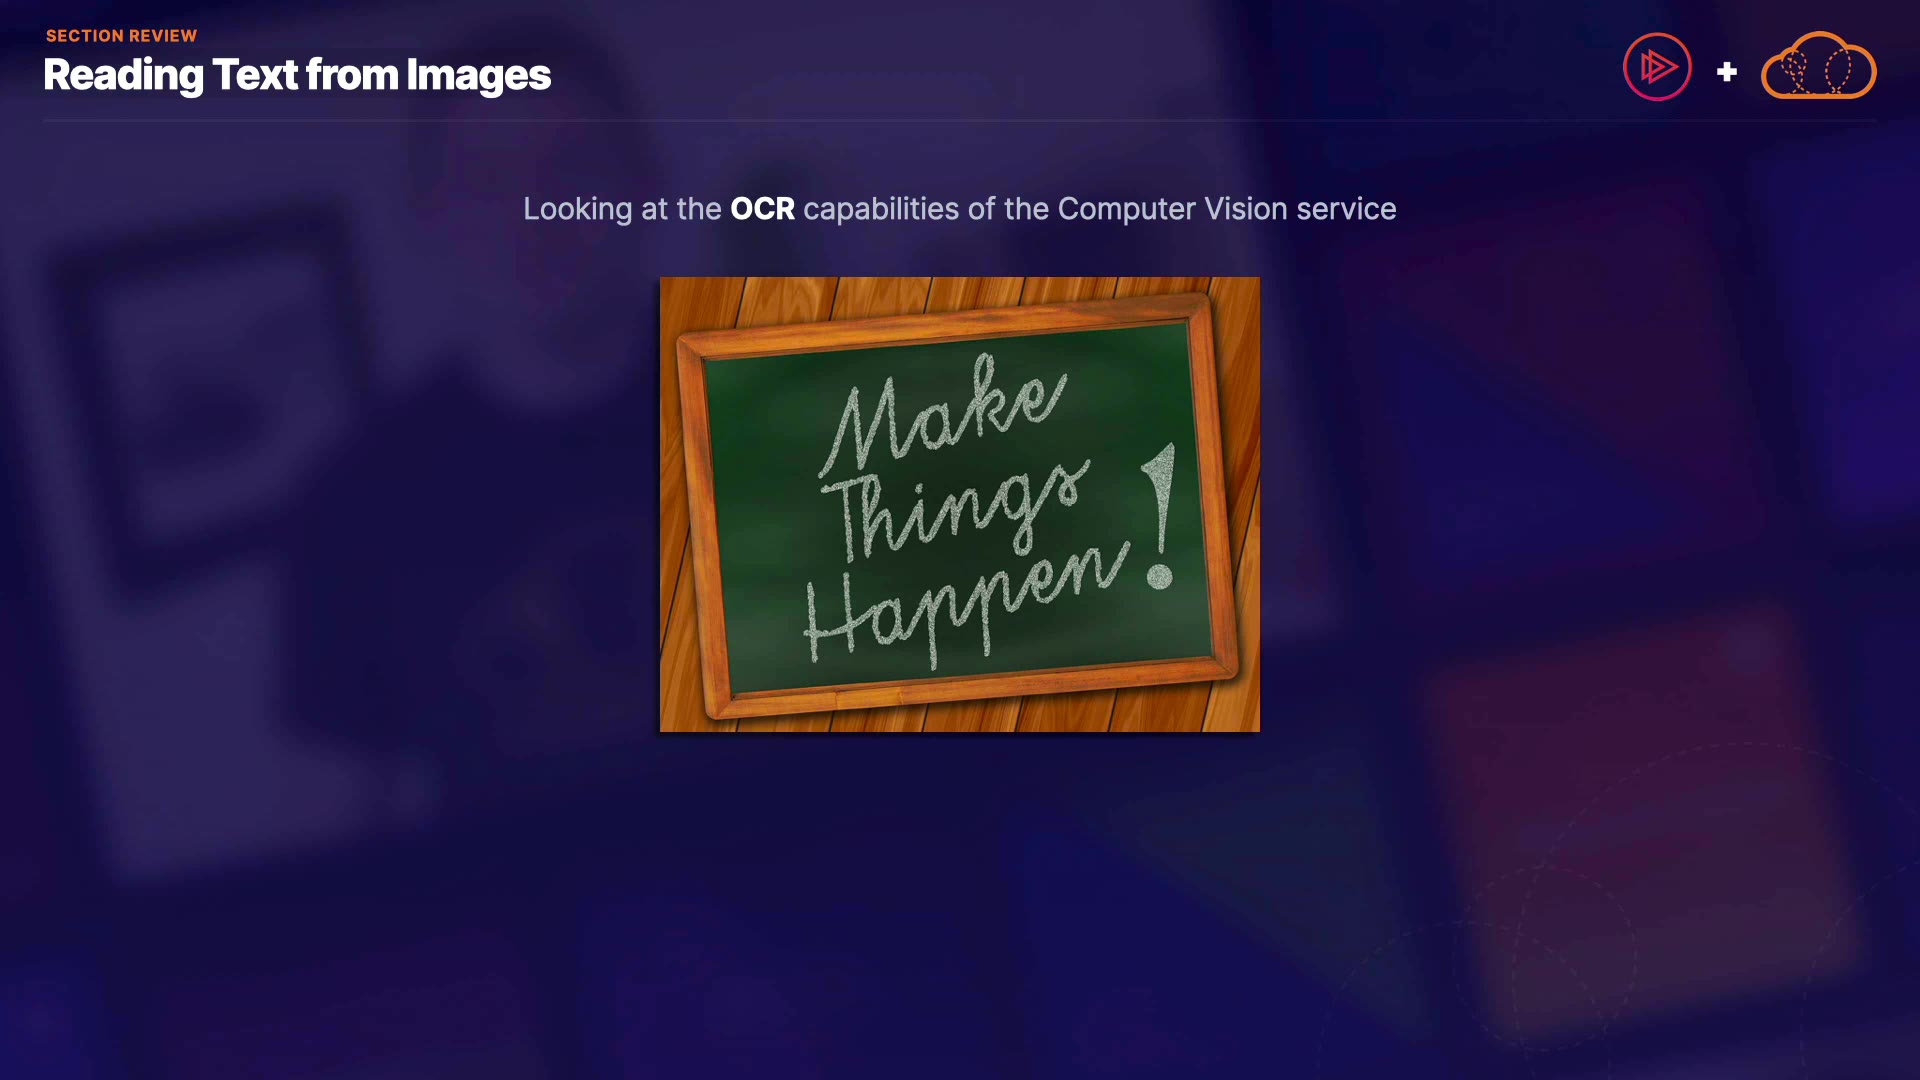 SECTION REVIEW
Reading Text from Images
Looking at the OCR capabilities of the Computer Vision service
Make
Things
Happen!